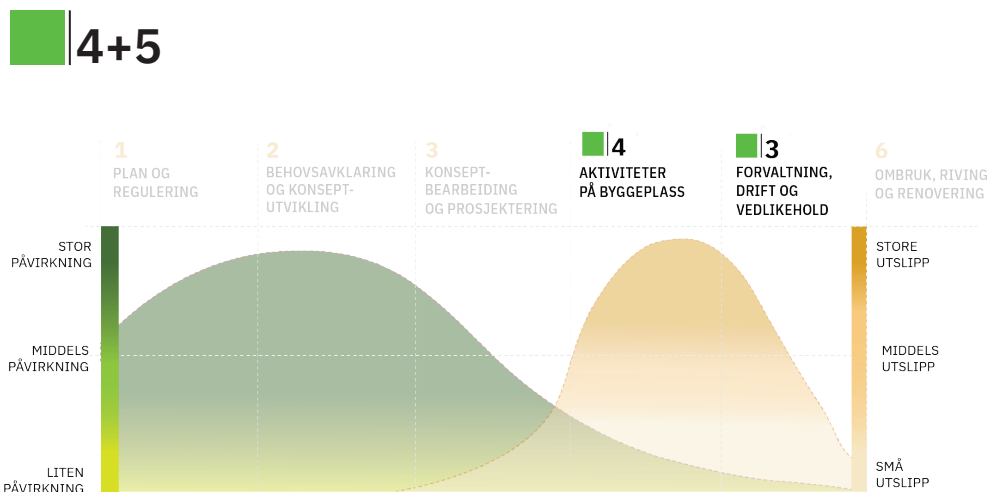 4+5
1
PLAN OG
REGULERING
2
BEHOVSAVKLARING
OG KONSEPT-
UTVIKLING
3
KONSEPT-
BEARBEIDING
OG PROSJEKTERING
4
AKTIVITETER
PÅ BYGGEPLASS
3
FORVALTNING,
DRIFT OG
VEDLIKEHOLD
6
OMBRUK, RIVING
OG RENOVERING
STOR
PÅVIRKNING
MIDDELS
PÅVIRKNING
LITEN
PÅVIRKNING
STORE
UTSLIPP
MIDDELS
UTSLIPP
SMÅ
UTSLIPP